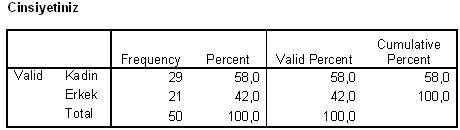 Cinsiyetiniz
Frequency Percent Valid Percent Cumulative Percent
Valid Kadin 29 58,0 58,0 58,0
Erkek 21 42,0 42,0 100,0
Total 50 100,0 100,0